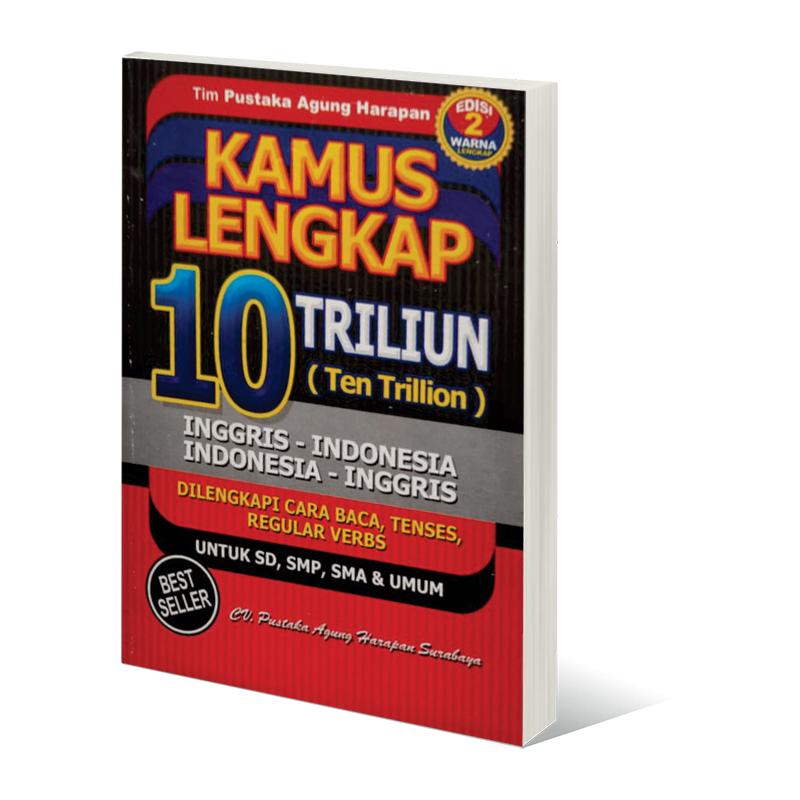 Tim Pustaka Agung Harapan
EDISI
2
WARNA
LENGKAP
KAMUS
LENGKAP
10 TRILIUN
( Ten Trillion )
INGGRIS - INDONESIA
INDONESIA - INGGRIS
DILENGKAPI CARA BACA, TENSES,
REGULAR VERBS
UNTUK SD, SMP, SMA & UMUM
BEST
SELLER
CV. Pustaka Agung Harapan Surabaya